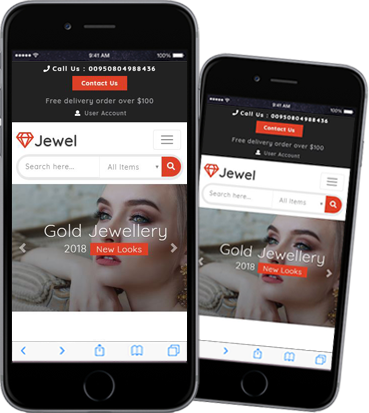 9:41 AM 100%
Call Us : 00950804988436
Contact Us
Free delivery order over $100
User Account
Jewel
Search here... All Items
Gold Jewellery
2018 New Looks
9:41 AM 100%
Call Us : 00950804988436
Contact Us
Free delivery order over $100
User Account
Jewel
Search here... All Items
Gold Jewellery
2018 New Looks